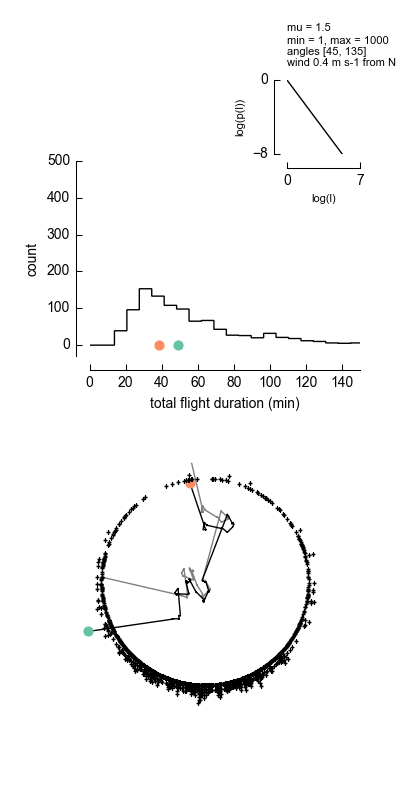 mu = 1.5
min = 1, max = 1000
angles [45, 135]
wind 0.4 m s-1 from N
0
log(p(l))
−8
0 7
log(l)
500
400
300
count
200
100
0
0 20 40 60 80 100 120 140
total flight duration (min)